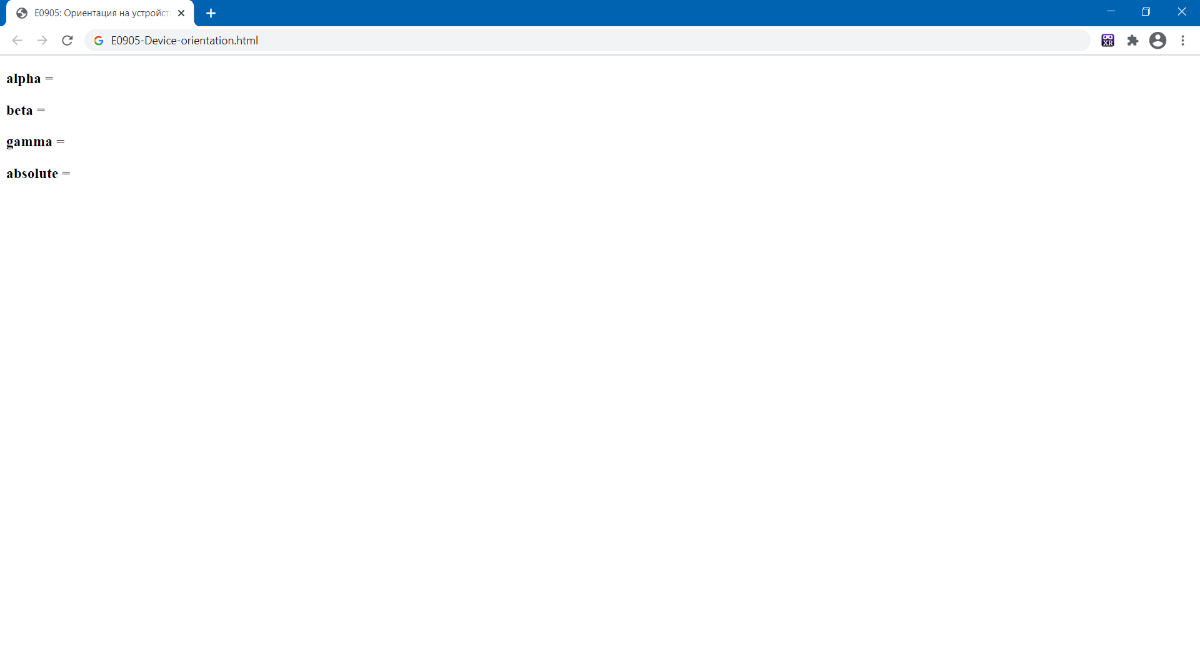 E0905: Ориентация на устройст
E0905-Device-orientation.html
alpha =
beta =
gamma =
absolute =